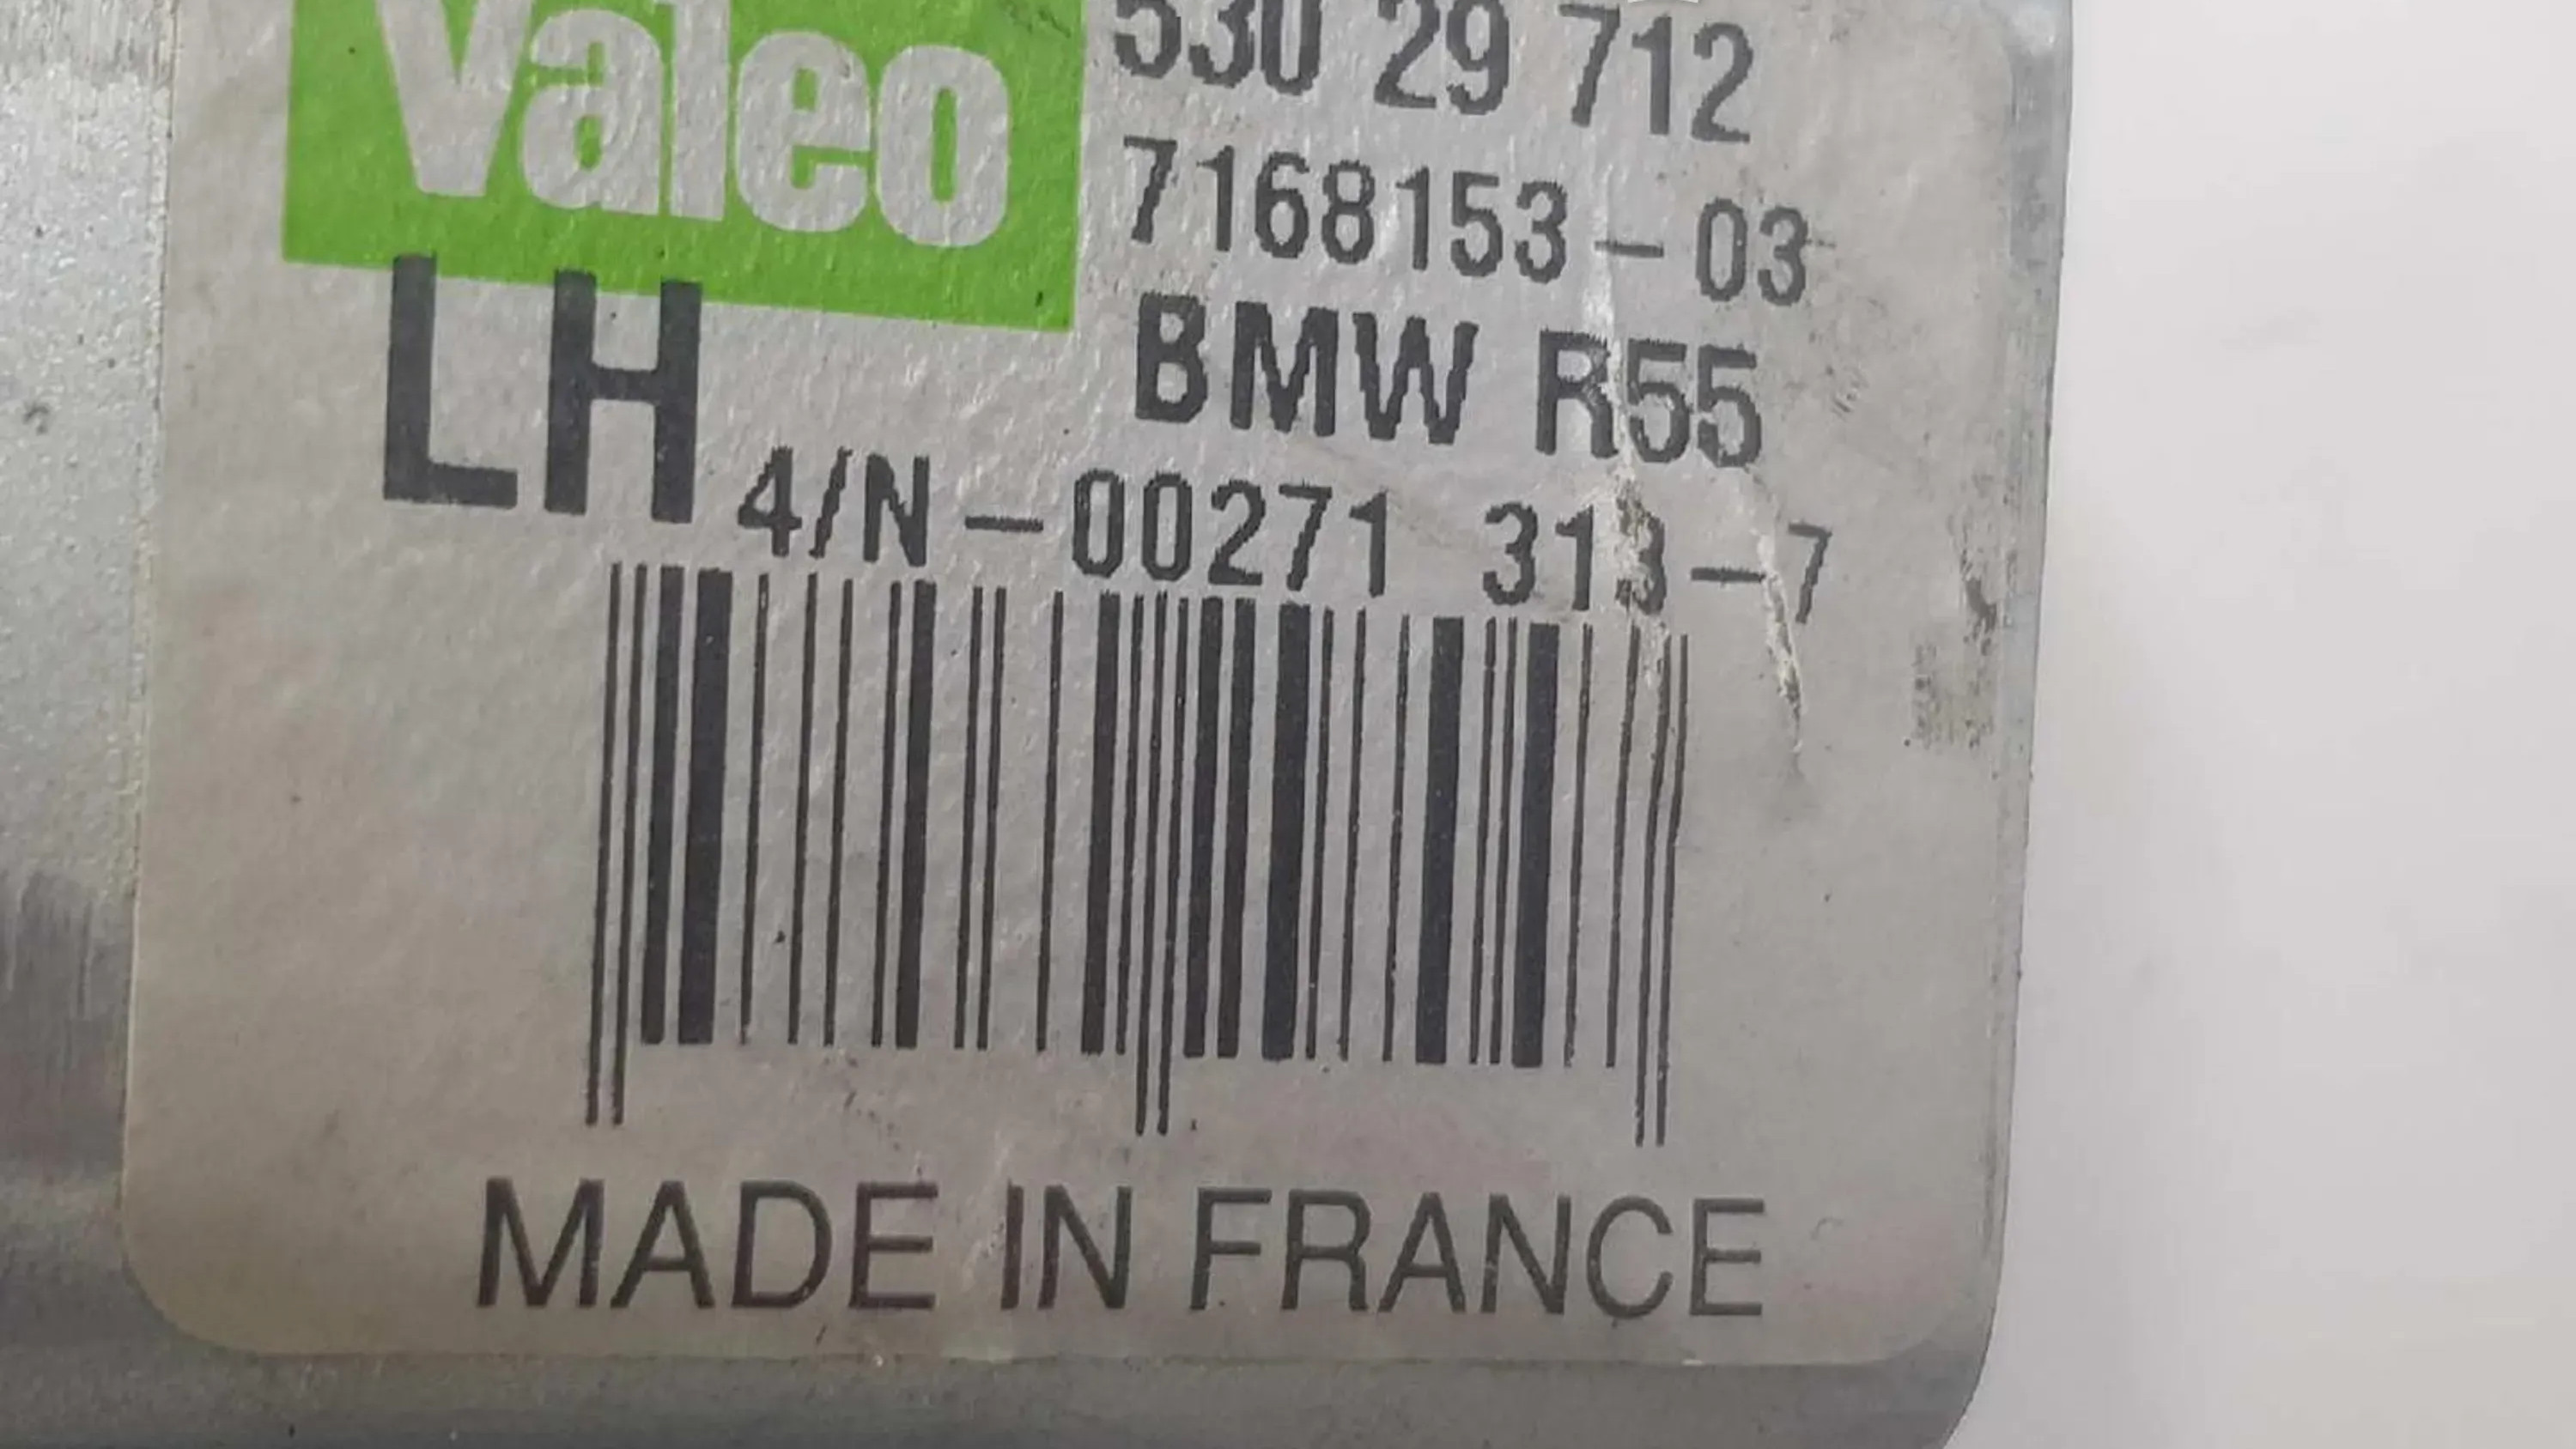 Valeo
530 29 712
7168153-03
BMW R55
LH
4/N-00271 313-7
MADE IN FRANCE